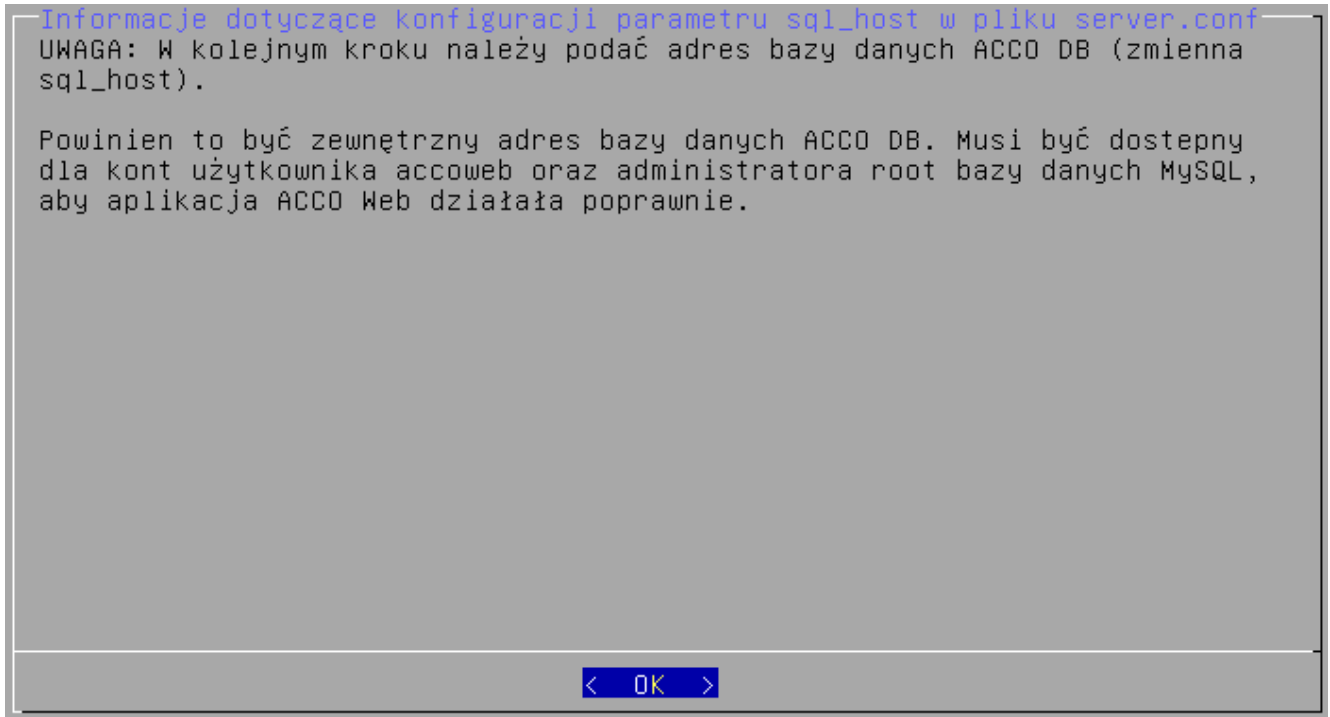 Informacje dotyczące konfiguracji parametru sql_host w pliku server.conf
UWAGA: W kolejnym kroku należy podać adres bazy danych ACCO DB (zmienna
sql_host).
Powinien to być zewnętrzny adres bazy danych ACCO DB. Musi być dostepny
dla kont użytkownika accoweb oraz administratora root bazy danych MySQL,
aby aplikacja ACCO Web działała poprawnie.
< OK >